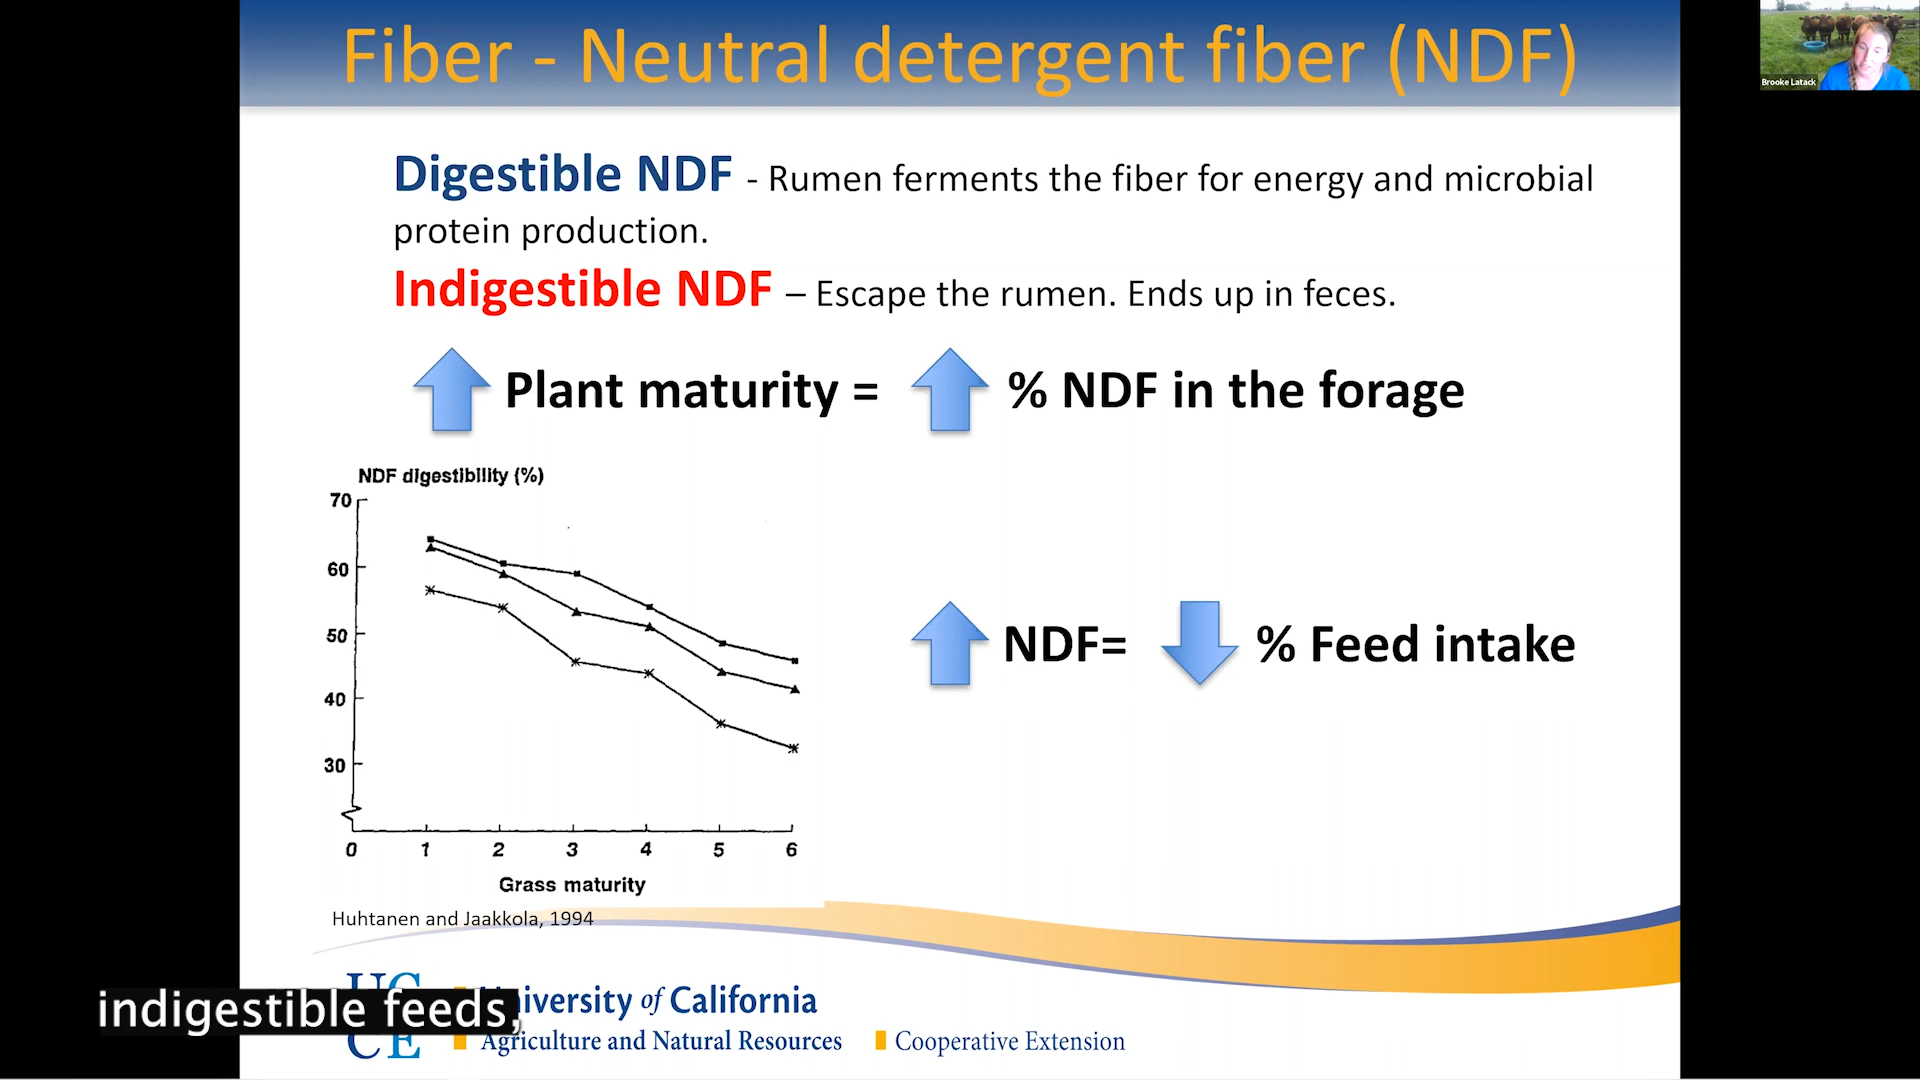 Fiber - Neutral detergent fiber (NDF)
Brooke Latack
Digestible NDF - Rumen ferments the fiber for energy and microbial
protein production.
Indigestible NDF – Escape the rumen. Ends up in feces.
Plant maturity = % NDF in the forage
NDF digestibility (%)
70
60
50
40
30
0 1 2 3 4 5 6
Grass maturity
NDF= % Feed intake
Huhtanen and Jaakkola, 1994
UC
CE
University of California
Agriculture and Natural Resources Cooperative Extension
indigestible feeds,